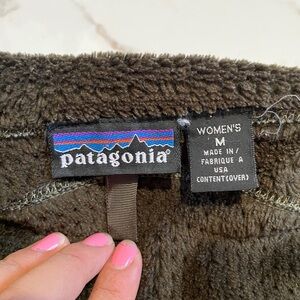 patagonia®
WOMEN'S
M
MADE IN/
FABRIQUE A
USA
CONTENT(OVER)